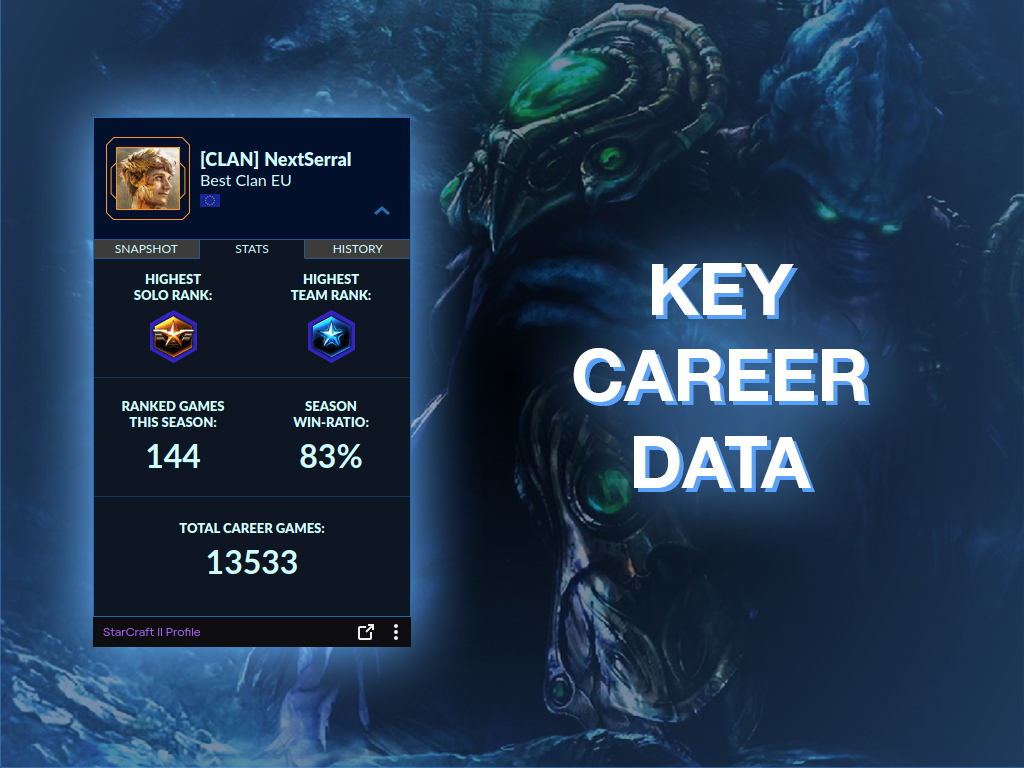 [CLAN] NextSerral
Best Clan EU
SNAPSHOT
STATS
HISTORY
HIGHEST
SOLO RANK:
HIGHEST
TEAM RANK:
RANKED GAMES
THIS SEASON:
144
SEASON
WIN-RATIO:
83%
TOTAL CAREER GAMES:
13533
StarCraft II Profile
KEY
CAREER
DATA